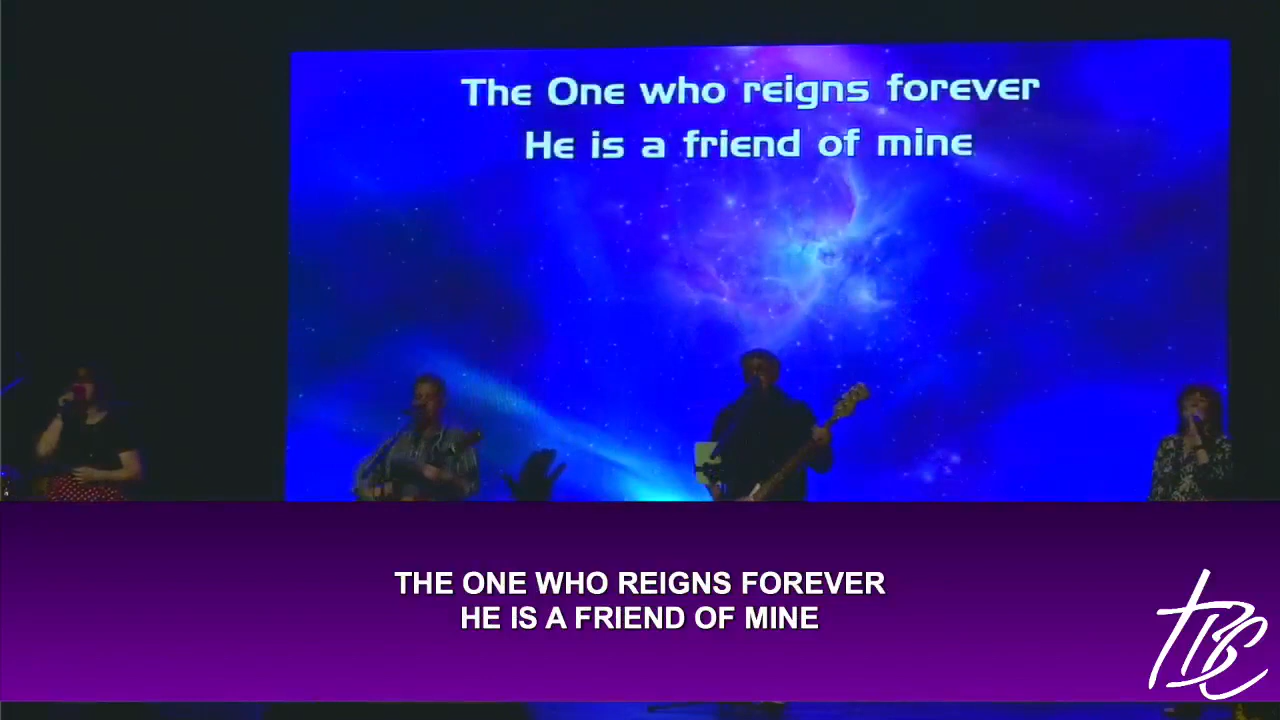 The One who reigns forever
He is a friend of mine
THE ONE WHO REIGNS FOREVER
HE IS A FRIEND OF MINE
TBC